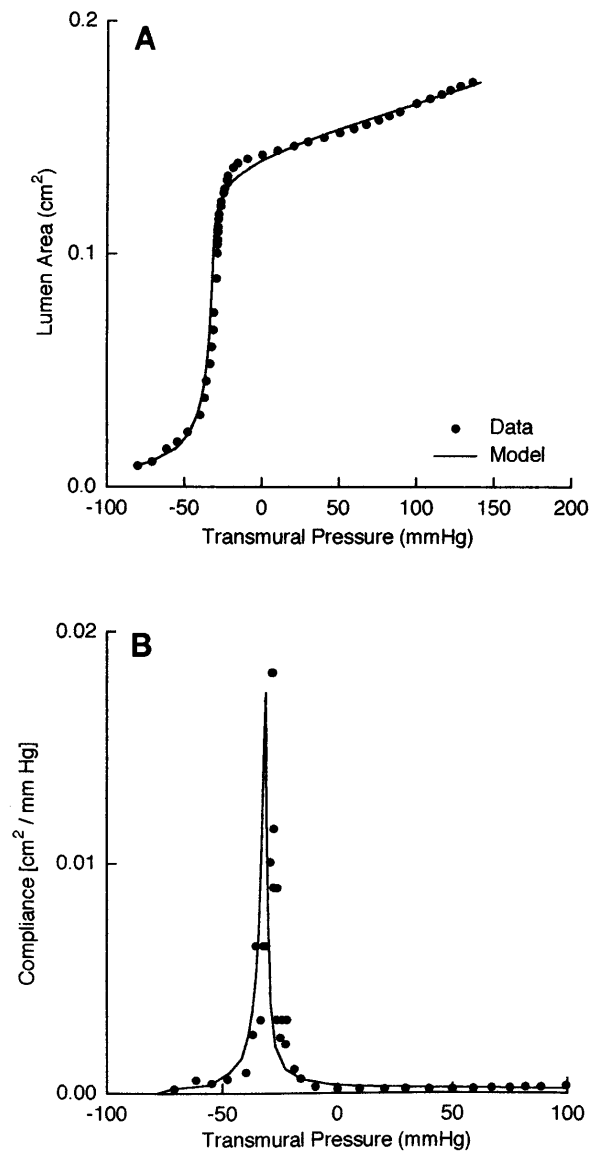 A
0.2
0.1
0.0
Lumen Area (cm²)
Data
Model
-100 -50 0 50 100 150 200
Transmural Pressure (mmHg)
B
0.02
0.01
0.00
Compliance [cm² / mm Hg]
-100 -50 0 50 100
Transmural Pressure (mmHg)